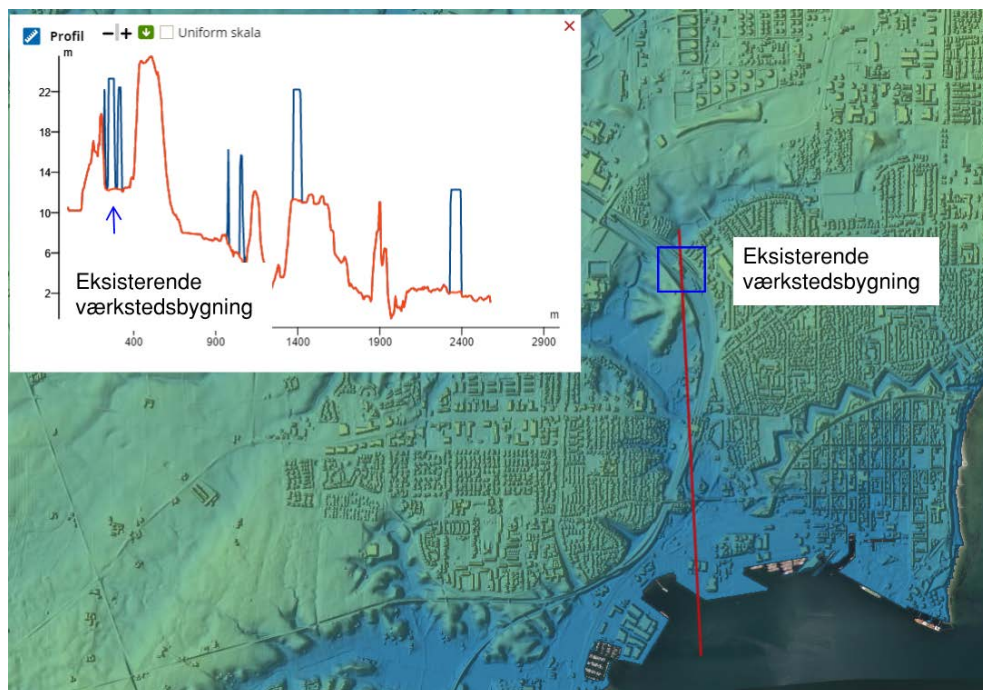 Profil
Uniform skala
m
22
18
14
10
6
2
Eksisterende
værkstedsbygning
m
400
900
1400
1900
2400
2900
Eksisterende
værkstedsbygning